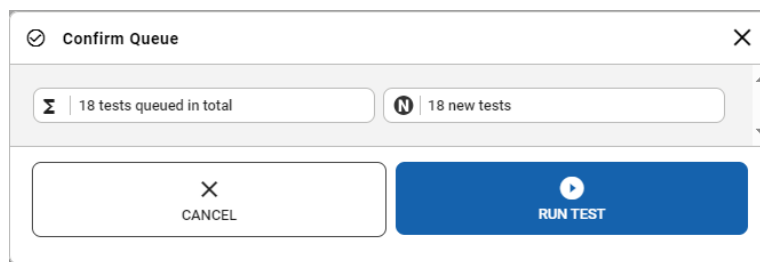 Confirm Queue
Σ 18 tests queued in total
N 18 new tests
CANCEL
RUN TEST